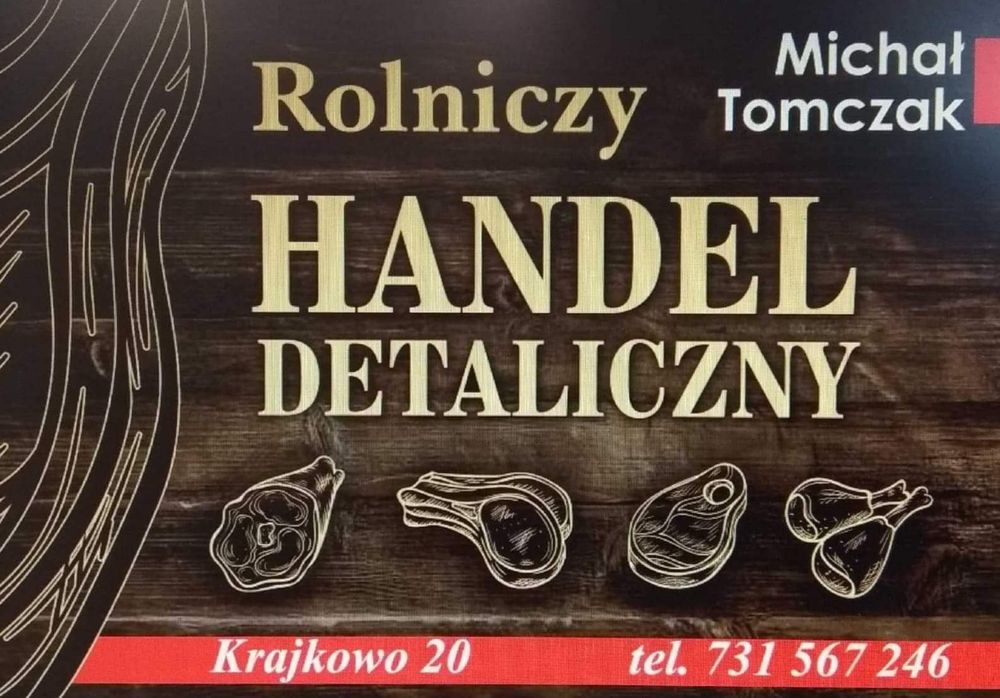 Rolniczy
Michał
Tomczak
HANDEL
DETALICZNY
Krajkowo 20
tel. 731 567 246